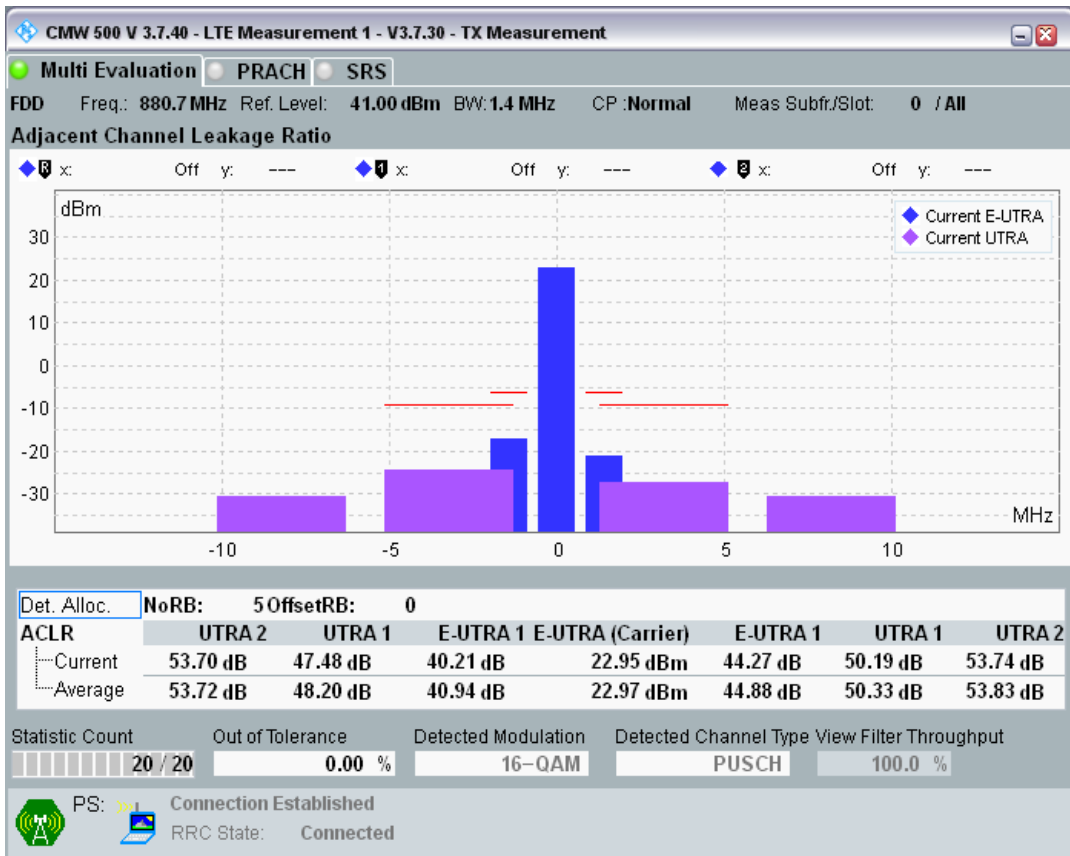 CMW 500 V 3.7.40 - LTE Measurement 1 - V3.7.30 - TX Measurement
Multi Evaluation PRACH SRS
FDD Freq.: 880.7 MHz Ref. Level: 41.00 dBm BW: 1.4 MHz CP :Normal Meas Subfr./Slot: 0 / All
Adjacent Channel Leakage Ratio
R x: Off y: --- 1 x: Off y: --- 2 x: Off y: ---
dBm
Current E-UTRA
Current UTRA
30
20
10
0
-10
-20
-30
MHz
-10 -5 0 5 10
Det. Alloc. NoRB: 5 OffsetRB: 0
ACLR UTRA 2 UTRA 1 E-UTRA 1 E-UTRA (Carrier) E-UTRA 1 UTRA 1 UTRA 2
Current 53.70 dB 47.48 dB 40.21 dB 22.95 dBm 44.27 dB 50.19 dB 53.74 dB
Average 53.72 dB 48.20 dB 40.94 dB 22.97 dBm 44.88 dB 50.33 dB 53.83 dB
Statistic Count Out of Tolerance Detected Modulation Detected Channel Type View Filter Throughput
20 / 20 0.00 % 16-QAM PUSCH 100.0 %
PS: Connection Established
RRC State: Connected